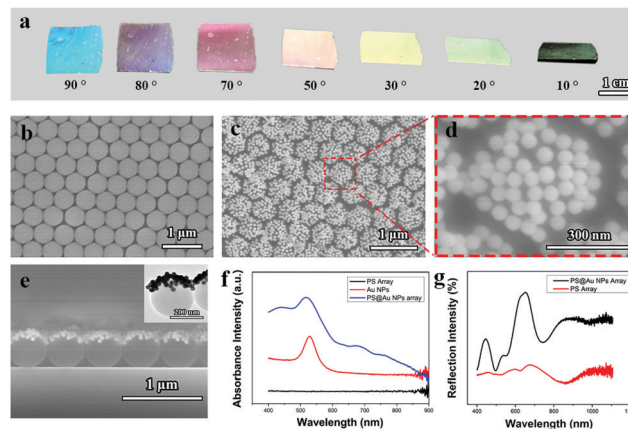 a
90 ° 80 ° 70 ° 50 ° 30 ° 20 ° 10 ° 1 cm
b
1 μm
c
1 μm
d
300 nm
e
200 nm
1 μm
f
PS Array
Au NPs
PS@Au NPs array
Absorbance Intensity (a.u.)
400 500 600 700 800 900
Wavelength (nm)
g
PS@Au NPs array
PS Array
Reflection Intensity (%)
400 600 800 1000
Wavelength (nm)